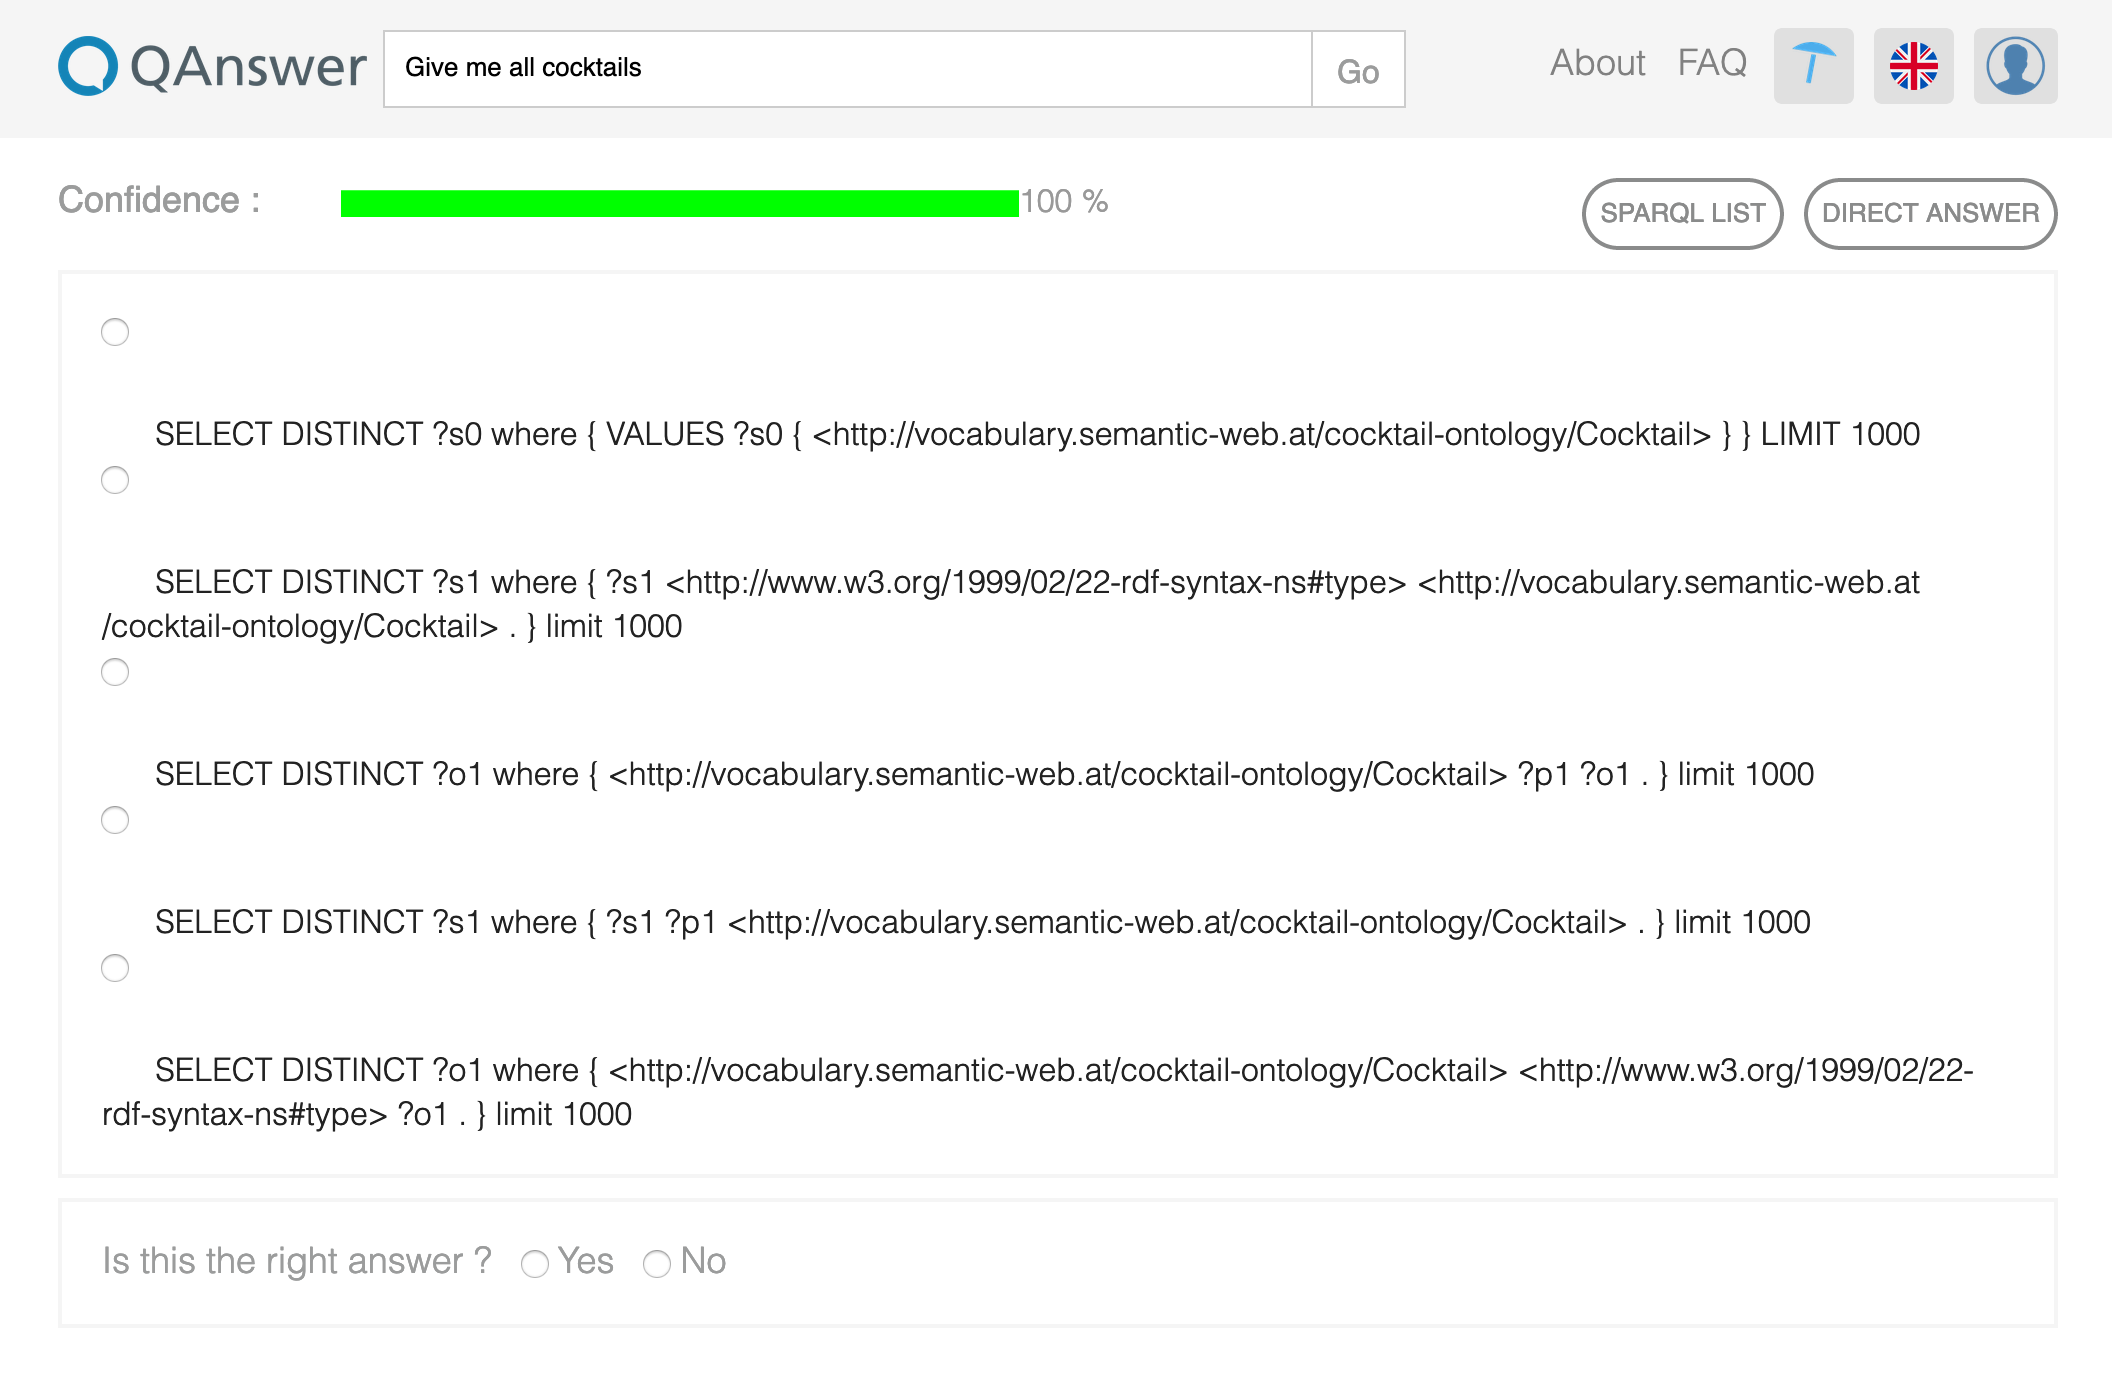 QAnswer
Give me all cocktails
Go
About
FAQ
Confidence :
100 %
SPARQL LIST
DIRECT ANSWER
SELECT DISTINCT ?s0 where { VALUES ?s0 { <http://vocabulary.semantic-web.at/cocktail-ontology/Cocktail> } } LIMIT 1000
SELECT DISTINCT ?s1 where { ?s1 <http://www.w3.org/1999/02/22-rdf-syntax-ns#type> <http://vocabulary.semantic-web.at
/cocktail-ontology/Cocktail> . } limit 1000
SELECT DISTINCT ?o1 where { <http://vocabulary.semantic-web.at/cocktail-ontology/Cocktail> ?p1 ?o1 . } limit 1000
SELECT DISTINCT ?s1 where { ?s1 ?p1 <http://vocabulary.semantic-web.at/cocktail-ontology/Cocktail> . } limit 1000
SELECT DISTINCT ?o1 where { <http://vocabulary.semantic-web.at/cocktail-ontology/Cocktail> <http://www.w3.org/1999/02/22-
rdf-syntax-ns#type> ?o1 . } limit 1000
Is this the right answer ? Yes No